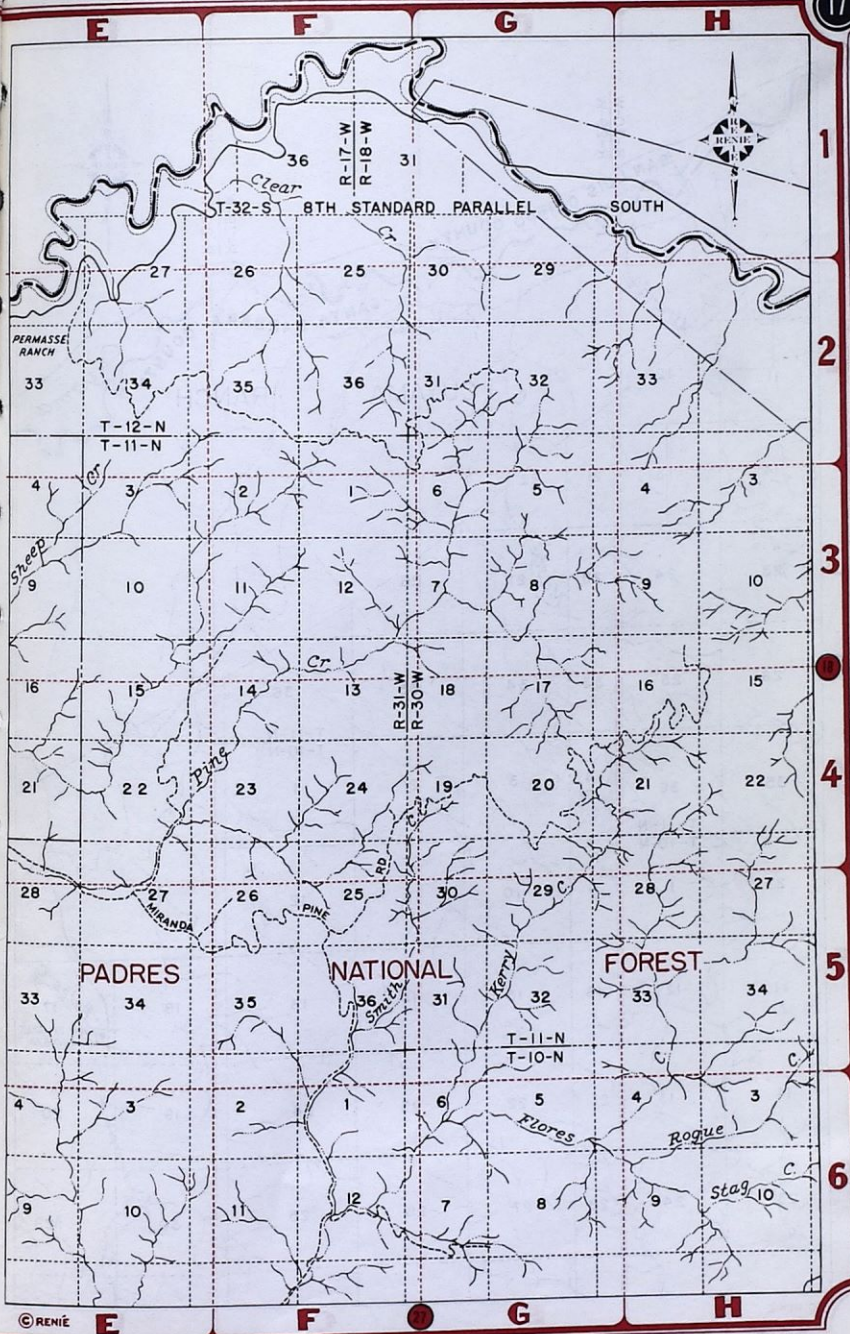 E F G H 17
N
RENIE
RENIE
S
1
R-17-W R-18-W
36 31
Clear
T-32-S 8TH STANDARD PARALLEL SOUTH
Cr
27 26 25 30 29
PERMASSE
RANCH
2
33 34 35 36 31 32 33
T-12-N
T-11-N
Cr
4 3 2 1 6 5 4 3
Sheep
3
9 10 11 12 7 8 9 10
Cr
18
16 15 14 13 18 17 16 15
R-31-W R-30-W
Pine
4
21 22 23 24 19 20 21 22
Cr
RD
28 27 26 25 30 29 C. 28 27
MIRANDA PINE
PADRES NATIONAL FOREST
5
Kerry
33 34 35 36 31 32 33 34
Smith
T-11-N
T-10-N
C. C.
4 3 2 1 6 5 4 3
Flores Rogue
C.
6
Stag
9 10 11 12 7 8 9 10
© RENIE
E F 27 G H